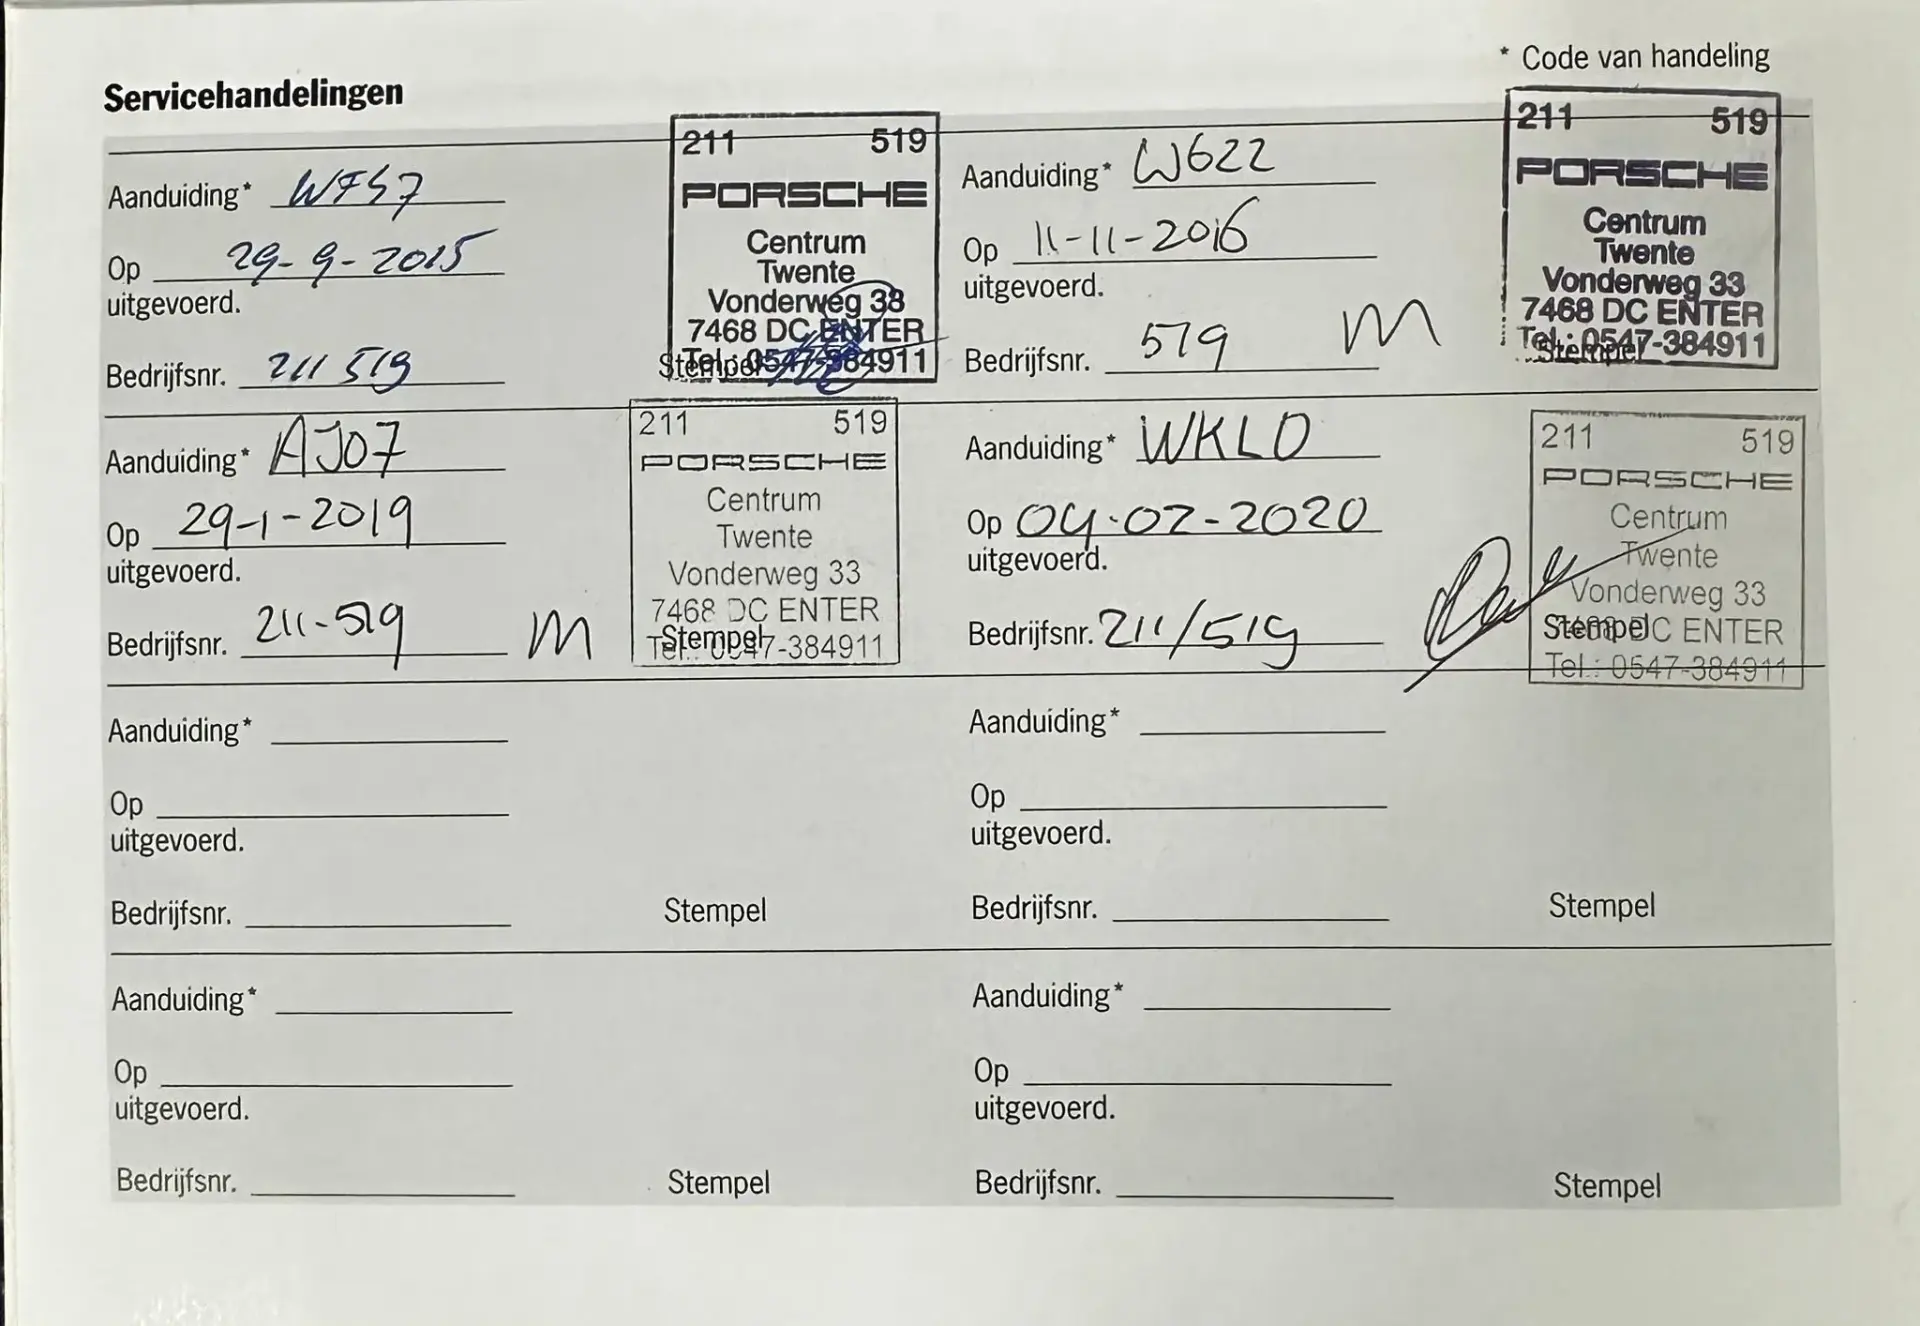 * Code van handeling
Servicehandelingen
Aanduiding* WF57
Op 29-9-2015
uitgevoerd.
Bedrijfsnr. 211 519
Stempel
211 519
PORSCHE
Centrum
Twente
Vonderweg 33
7468 DC ENTER
Tel.: 0547-384911
Aanduiding* W622
Op 11-11-2016
uitgevoerd.
Bedrijfsnr. 519 M
Stempel
211 519
PORSCHE
Centrum
Twente
Vonderweg 33
7468 DC ENTER
Tel.: 0547-384911
Aanduiding* AJ07
Op 29-1-2019
uitgevoerd.
Bedrijfsnr. 211-519 M
Stempel
211 519
PORSCHE
Centrum
Twente
Vonderweg 33
7468 DC ENTER
Tel.: 0547-384911
Aanduiding* WKL0
Op 04-02-2020
uitgevoerd.
Bedrijfsnr. 211/519
Stempel
211 519
PORSCHE
Centrum
Twente
Vonderweg 33
7468 DC ENTER
Tel.: 0547-384911
Aanduiding*
Op
uitgevoerd.
Bedrijfsnr. Stempel
Aanduiding*
Op
uitgevoerd.
Bedrijfsnr. Stempel
Aanduiding*
Op
uitgevoerd.
Bedrijfsnr. Stempel
Aanduiding*
Op
uitgevoerd.
Bedrijfsnr. Stempel